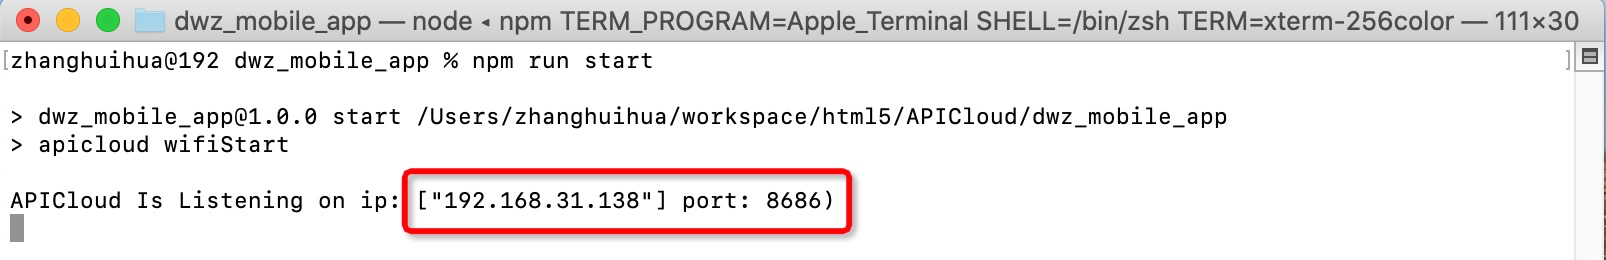 dwz_mobile_app — node ◂ npm TERM_PROGRAM=Apple_Terminal SHELL=/bin/zsh TERM=xterm-256color — 111×30
[zhanghuihua@192 dwz_mobile_app % npm run start ]
> dwz_mobile_app@1.0.0 start /Users/zhanghuihua/workspace/html5/APICloud/dwz_mobile_app
> apicloud wifiStart
APICloud Is Listening on ip: ["192.168.31.138"] port: 8686)